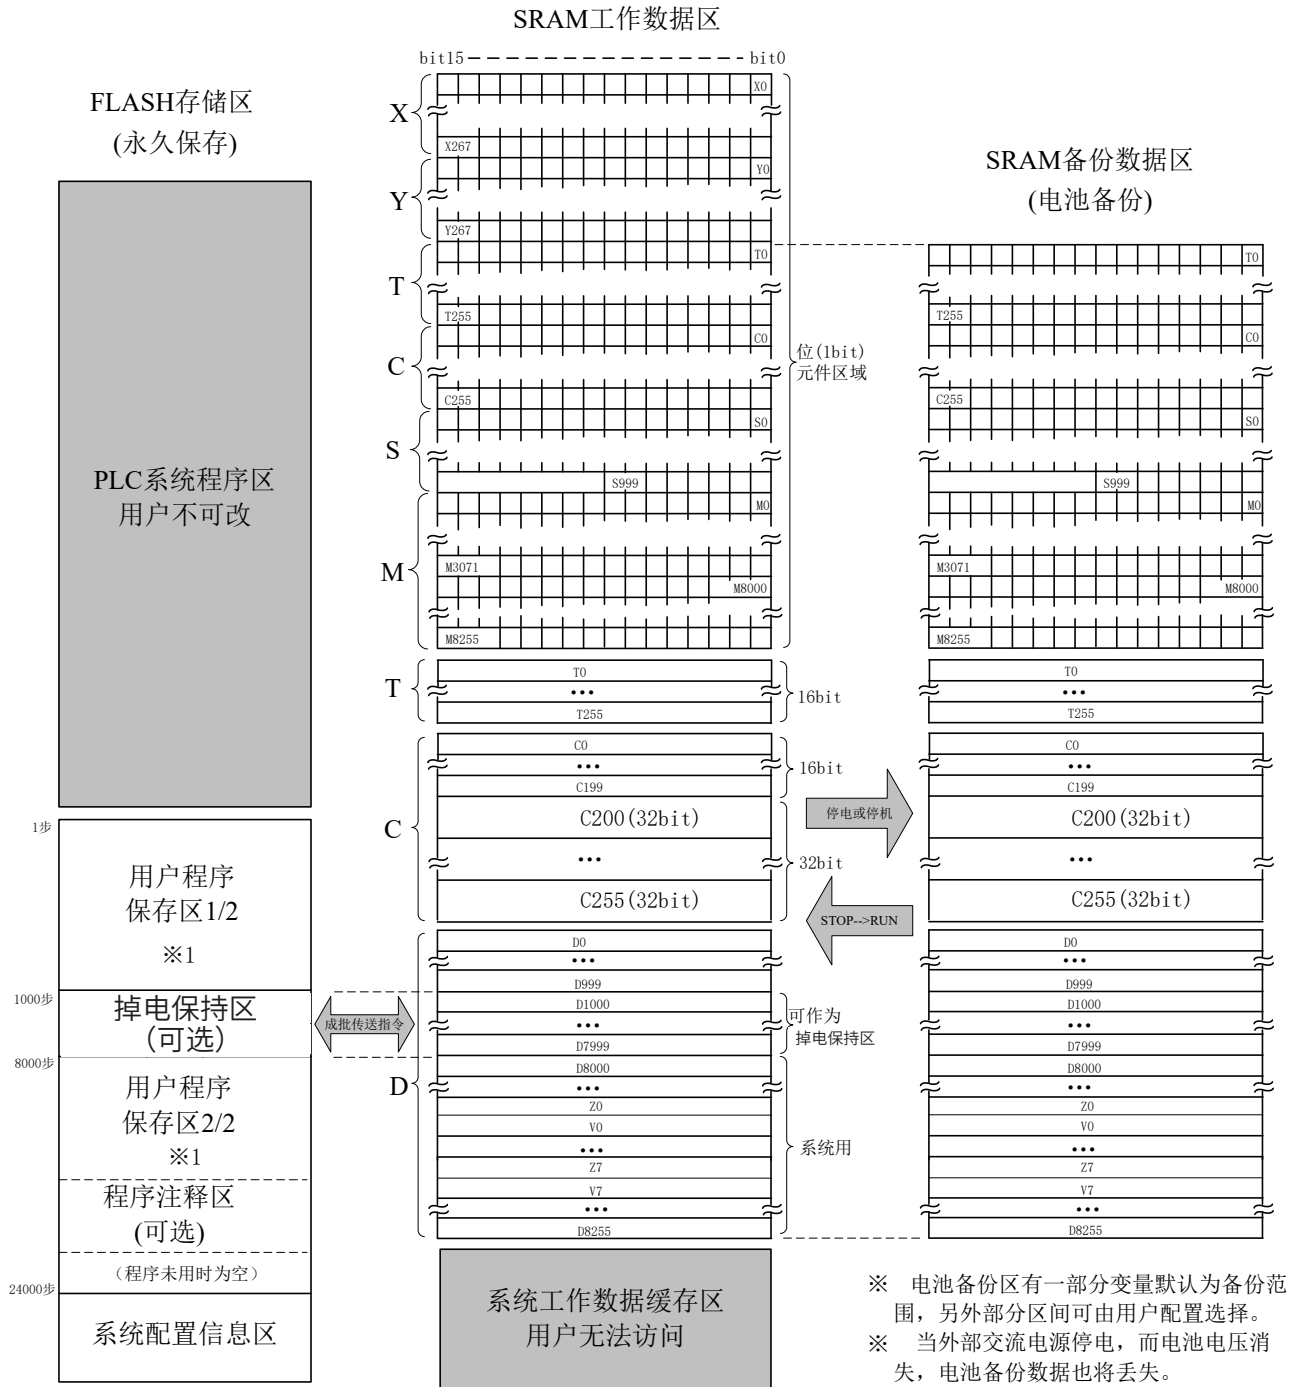 SRAM工作数据区
bit15
bit0
FLASH存储区
(永久保存)
PLC系统程序区
用户不可改
1步
用户程序
保存区1/2
※1
1000步
掉电保持区
(可选)
8000步
用户程序
保存区2/2
※1
程序注释区
(可选)
(程序未用时为空)
24000步
系统配置信息区
成批传送指令
X
X0
X267
Y
Y0
Y267
T
T0
T255
C
C0
C255
S
S0
S999
M
M0
M3071
M8000
M8255
位(1bit)
元件区域
T
T0
•••
T255
16bit
C
C0
•••
C199
16bit
C200(32bit)
•••
C255(32bit)
32bit
D
D0
•••
D999
D1000
•••
D7999
可作为
掉电保持区
D8000
•••
Z0
V0
•••
Z7
V7
•••
D8255
系统用
系统工作数据缓存区
用户无法访问
停电或停机
STOP-->RUN
SRAM备份数据区
(电池备份)
T0
T255
C0
C255
S0
S999
M0
M3071
M8000
M8255
T0
•••
T255
C0
•••
C199
C200(32bit)
•••
C255(32bit)
D0
•••
D999
D1000
•••
D7999
D8000
•••
Z0
V0
•••
Z7
V7
•••
D8255
※ 电池备份区有一部分变量默认为备份范
围，另外部分区间可由用户配置选择。
※ 当外部交流电源停电，而电池电压消
失，电池备份数据也将丢失。